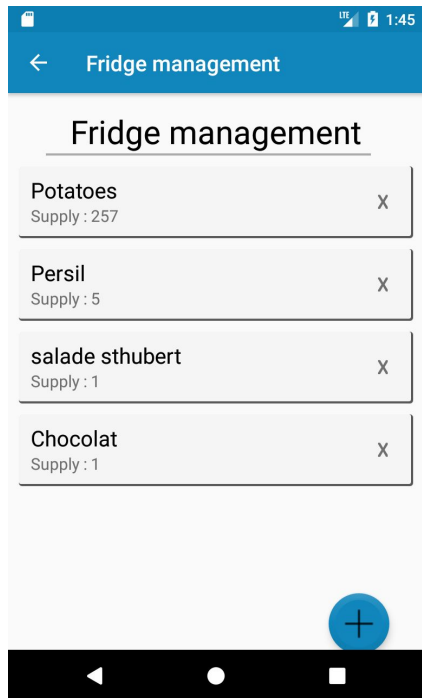 LTE 1:45
Fridge management
Fridge management
Potatoes
Supply : 257
X
Persil
Supply : 5
X
salade sthubert
Supply : 1
X
Chocolat
Supply : 1
X